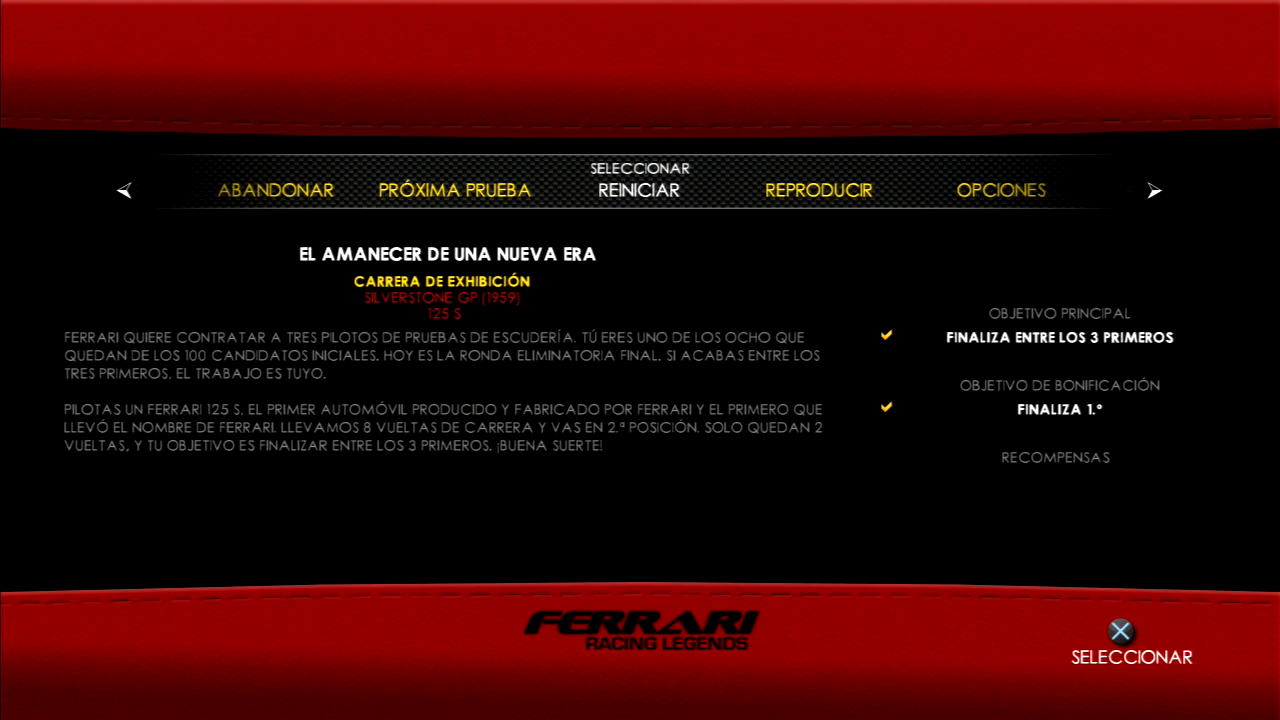 SELECCIONAR
ABANDONAR PRÓXIMA PRUEBA REINICIAR REPRODUCIR OPCIONES
EL AMANECER DE UNA NUEVA ERA
CARRERA DE EXHIBICIÓN
SILVERSTONE GP (1959)
125 S
FERRARI QUIERE CONTRATAR A TRES PILOTOS DE PRUEBAS DE ESCUDERÍA. TÚ ERES UNO DE LOS OCHO QUE
QUEDAN DE LOS 100 CANDIDATOS INICIALES. HOY ES LA RONDA ELIMINATORIA FINAL. SI ACABAS ENTRE LOS
TRES PRIMEROS, EL TRABAJO ES TUYO.
PILOTAS UN FERRARI 125 S, EL PRIMER AUTOMÓVIL PRODUCIDO Y FABRICADO POR FERRARI Y EL PRIMERO QUE
LLEVÓ EL NOMBRE DE FERRARI. LLEVAMOS 8 VUELTAS DE CARRERA Y VAS EN 2.ª POSICIÓN. SOLO QUEDAN 2
VUELTAS, Y TU OBJETIVO ES FINALIZAR ENTRE LOS 3 PRIMEROS. ¡BUENA SUERTE!
OBJETIVO PRINCIPAL
FINALIZA ENTRE LOS 3 PRIMEROS
OBJETIVO DE BONIFICACIÓN
FINALIZA 1.º
RECOMPENSAS
FERRARI
RACING LEGENDS
SELECCIONAR